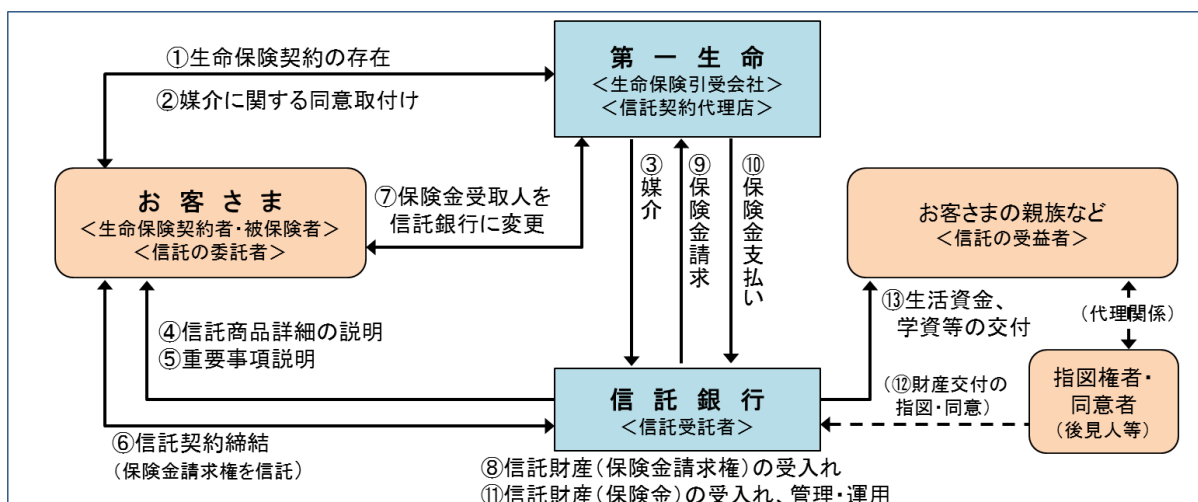 ①生命保険契約の存在
②媒介に関する同意取付け
第一生命
＜生命保険引受会社＞
＜信託契約代理店＞
お客さま
＜生命保険契約者・被保険者＞
＜信託の委託者＞
⑦保険金受取人を
信託銀行に変更
③媒介
⑨保険金請求
⑩保険金支払い
お客さまの親族など
＜信託の受益者＞
④信託商品詳細の説明
⑤重要事項説明
⑬生活資金、
学資等の交付
(代理関係)
信託銀行
＜信託受託者＞
(⑫財産交付の
指図・同意)
指図権者・
同意者
(後見人等)
⑥信託契約締結
(保険金請求権を信託)
⑧信託財産(保険金請求権)の受入れ
⑪信託財産(保険金)の受入れ、管理・運用